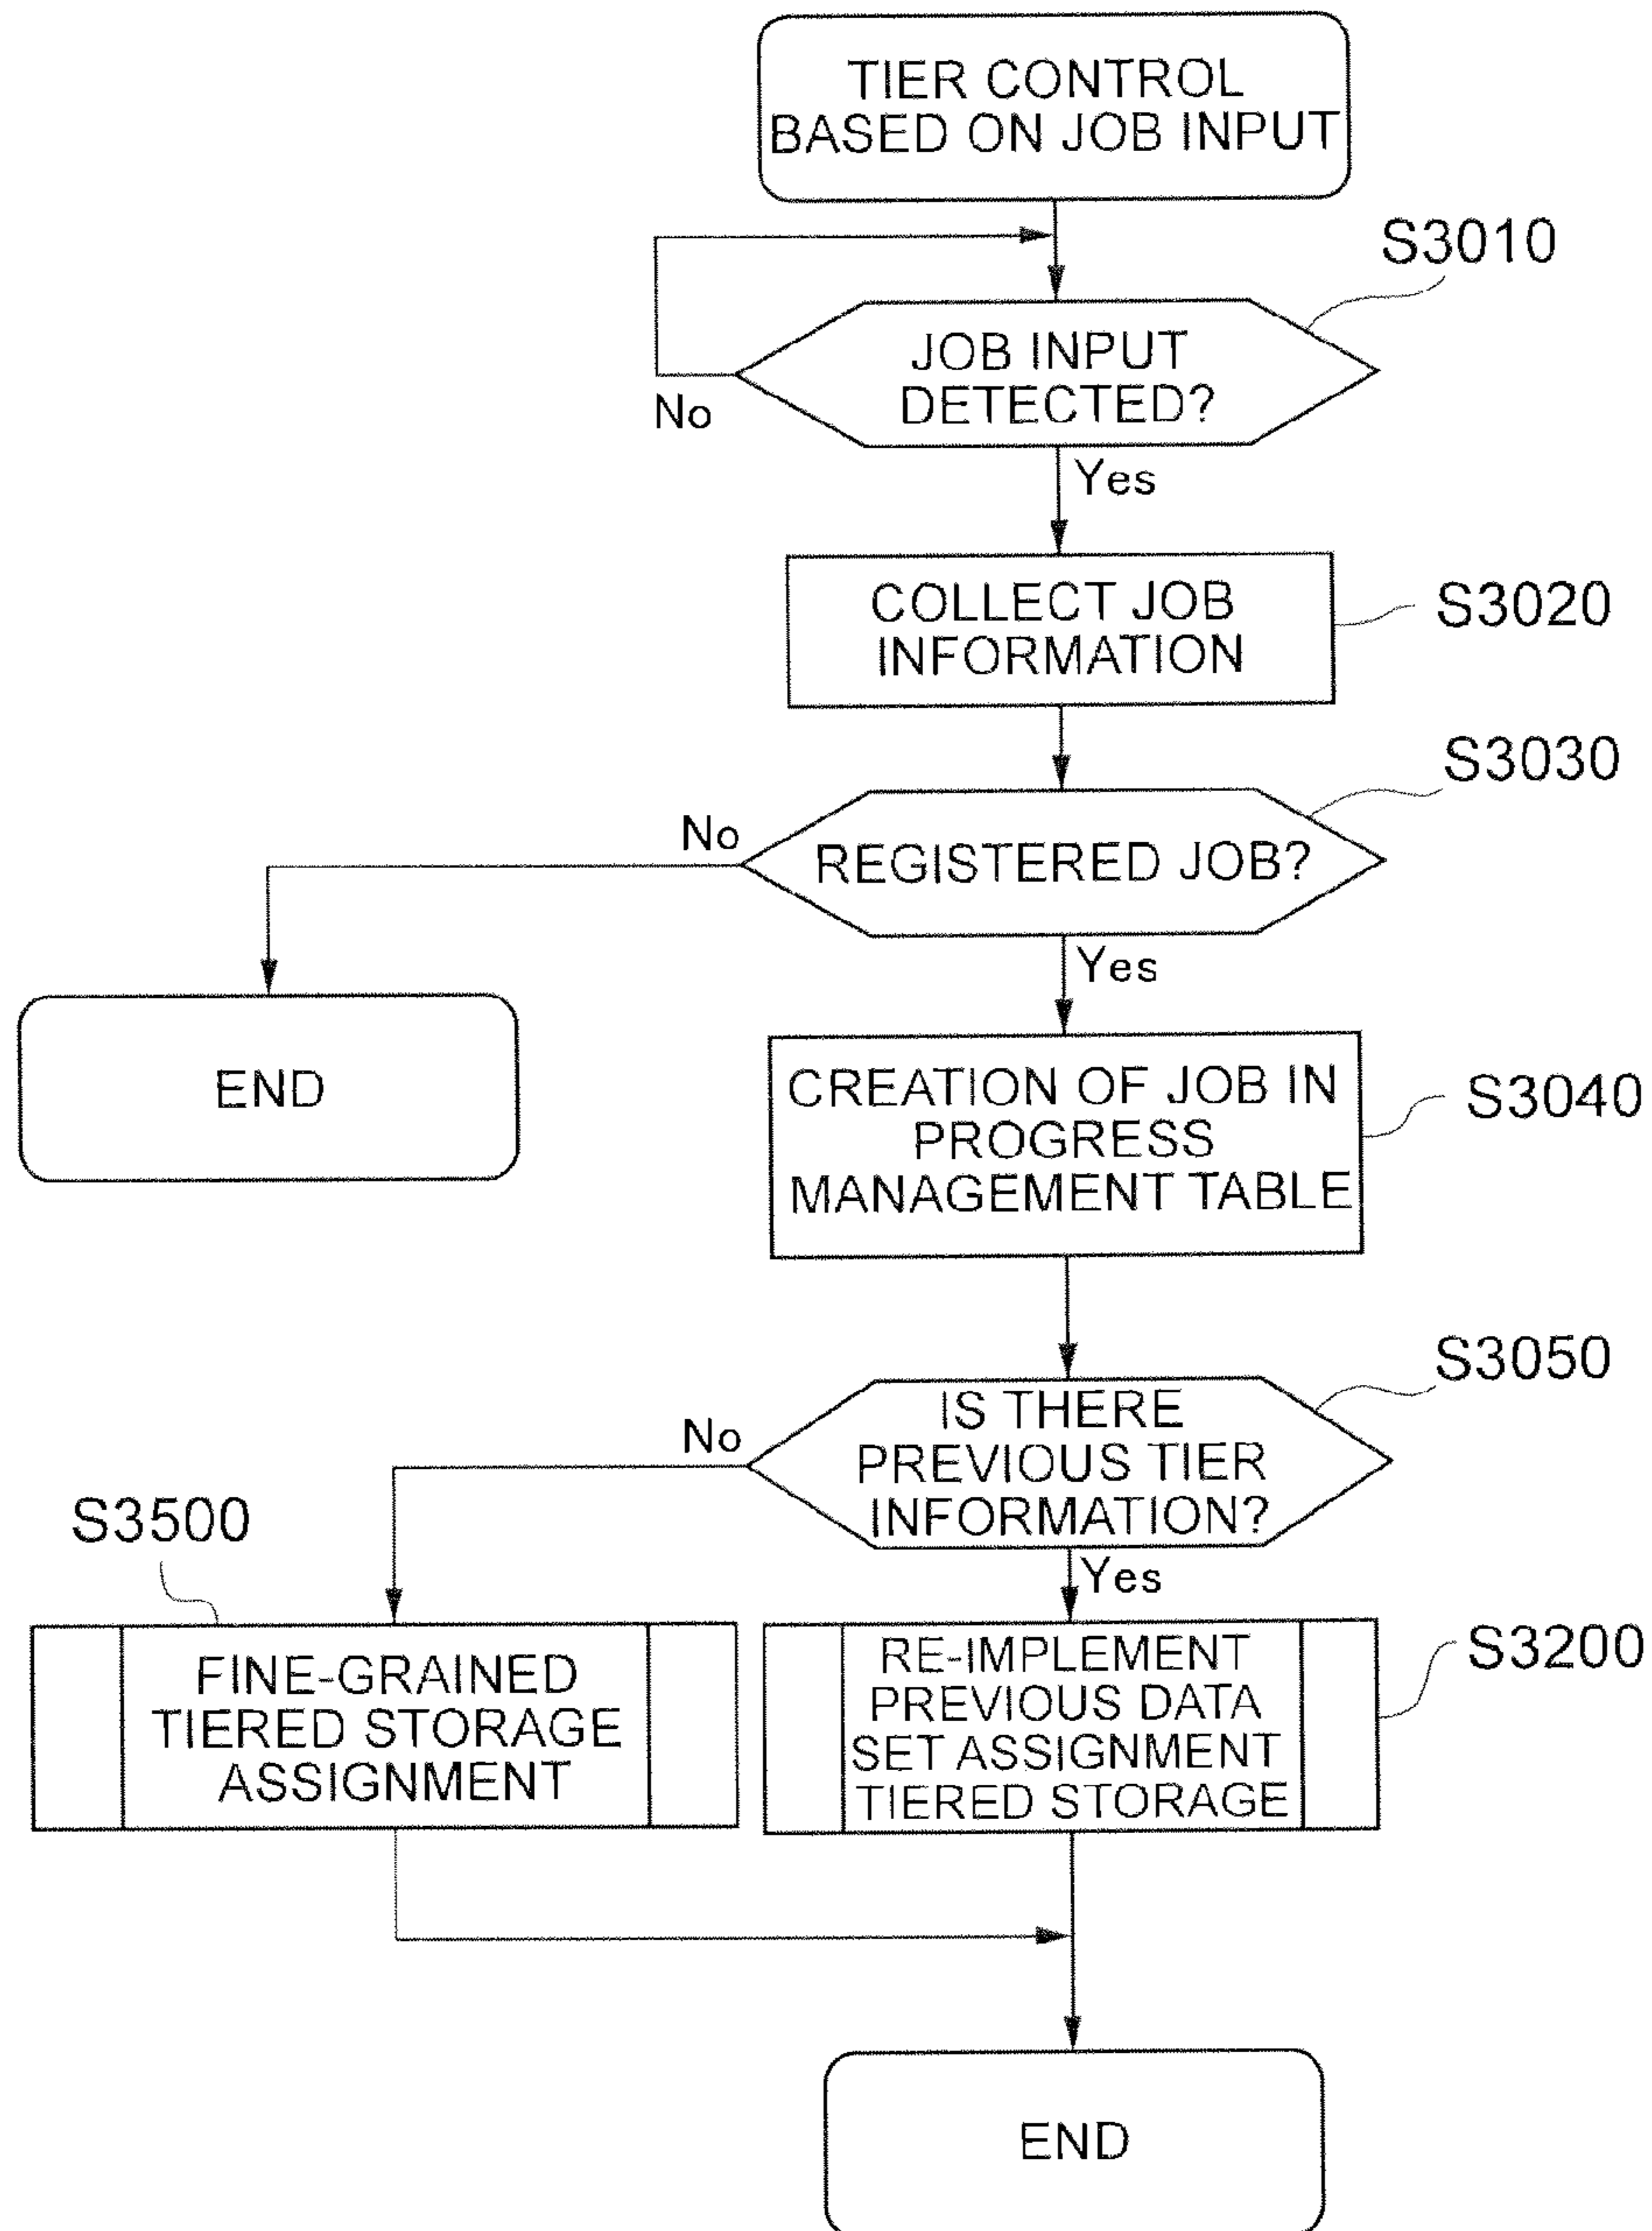 TIER CONTROL
BASED ON JOB INPUT
S3010
JOB INPUT
DETECTED?
No
Yes
COLLECT JOB
INFORMATION
S3020
S3030
No
REGISTERED JOB?
Yes
END
CREATION OF JOB IN
PROGRESS
MANAGEMENT TABLE
S3040
S3050
IS THERE
PREVIOUS TIER
INFORMATION?
No
Yes
S3500
FINE-GRAINED
TIERED STORAGE
ASSIGNMENT
RE-IMPLEMENT
PREVIOUS DATA
SET ASSIGNMENT
TIERED STORAGE
S3200
END